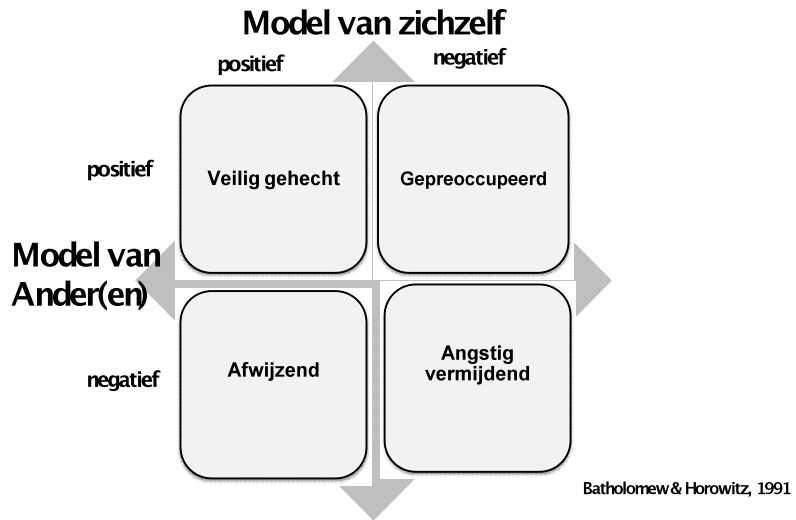 Model van zichzelf
positief
negatief
positief
Veilig gehecht
Gepreoccupeerd
Model van
Ander(en)
negatief
Afwijzend
Angstig
vermijdend
Batholomew & Horowitz, 1991